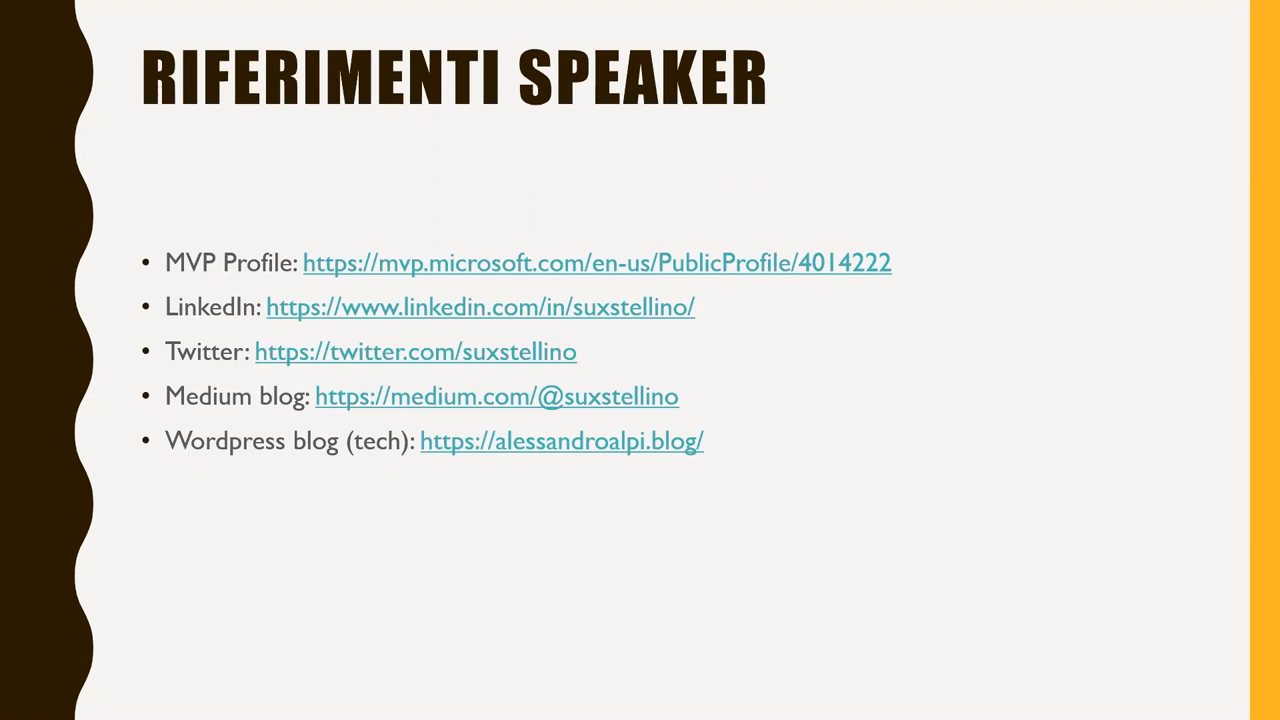 RIFERIMENTI SPEAKER
• MVP Profile: https://mvp.microsoft.com/en-us/PublicProfile/4014222
• LinkedIn: https://www.linkedin.com/in/suxstellino/
• Twitter: https://twitter.com/suxstellino
• Medium blog: https://medium.com/@suxstellino
• Wordpress blog (tech): https://alessandroalpi.blog/